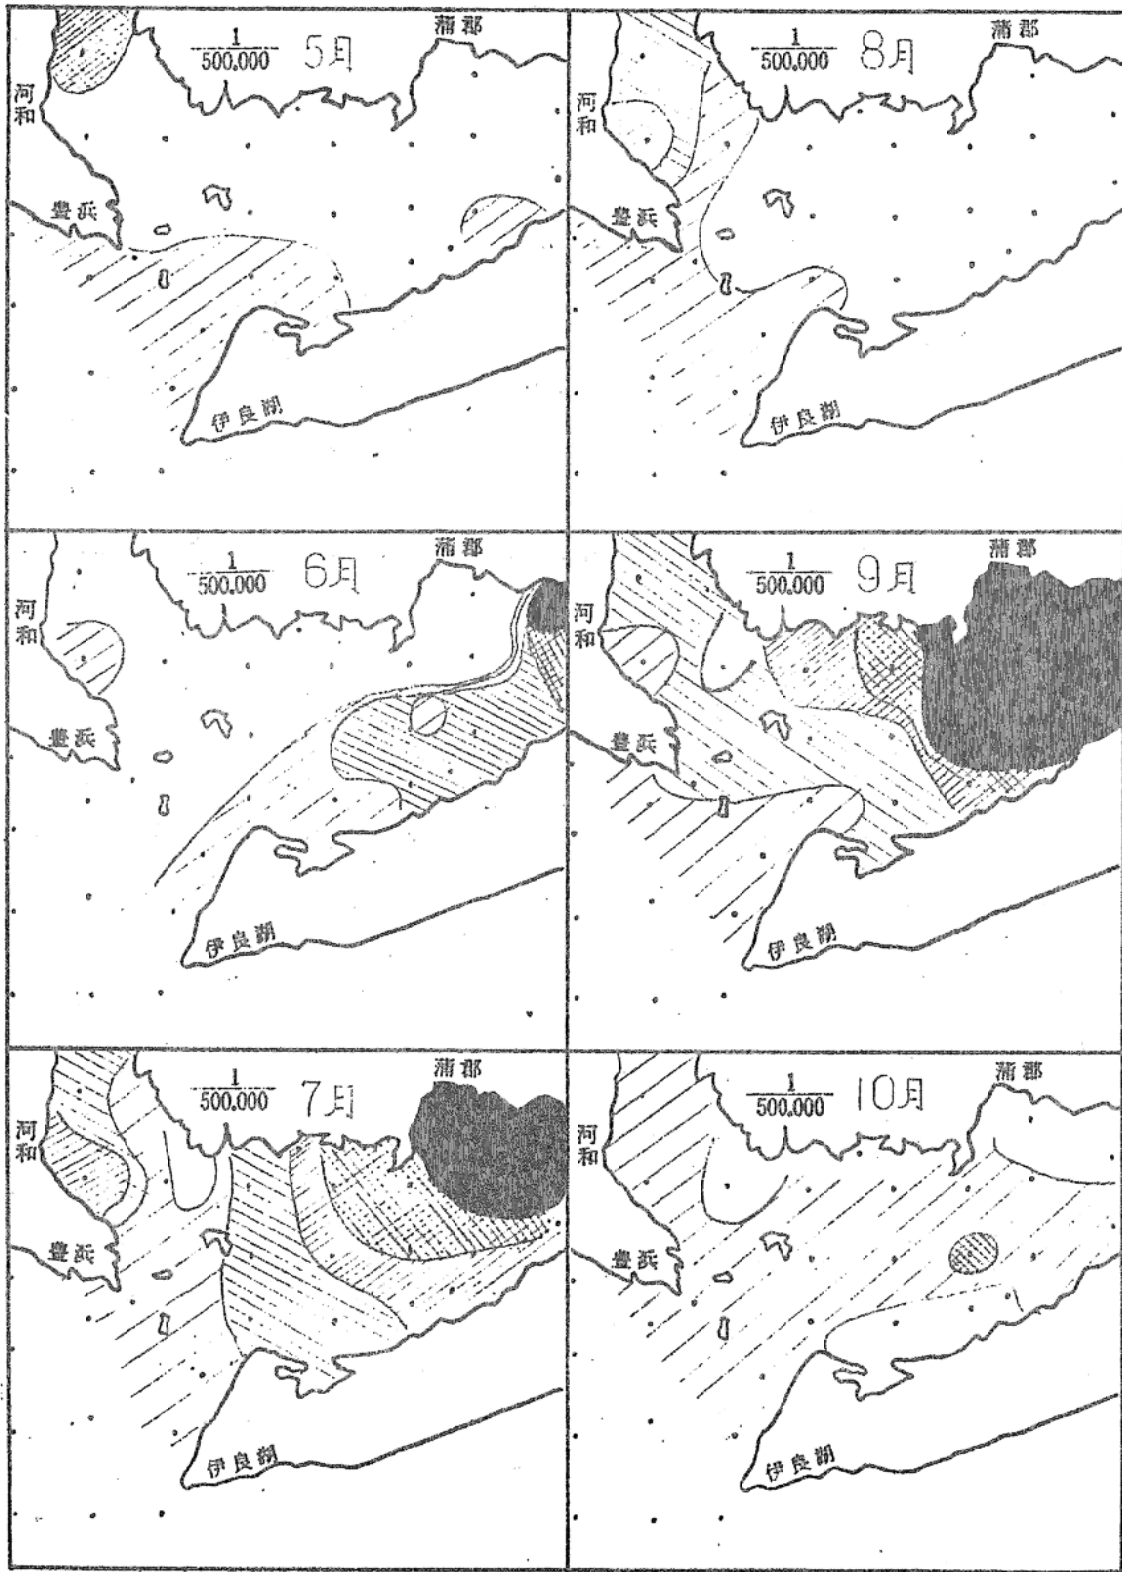 蒲郡
1/500.000 5月
河和
豊浜
伊良湖
蒲郡
1/500.000 8月
河和
豊浜
伊良湖
蒲郡
1/500.000 6月
河和
豊浜
伊良湖
蒲郡
1/500.000 9月
河和
豊浜
伊良湖
蒲郡
1/500.000 7月
河和
豊浜
伊良湖
蒲郡
1/500.000 10月
河和
豊浜
伊良湖